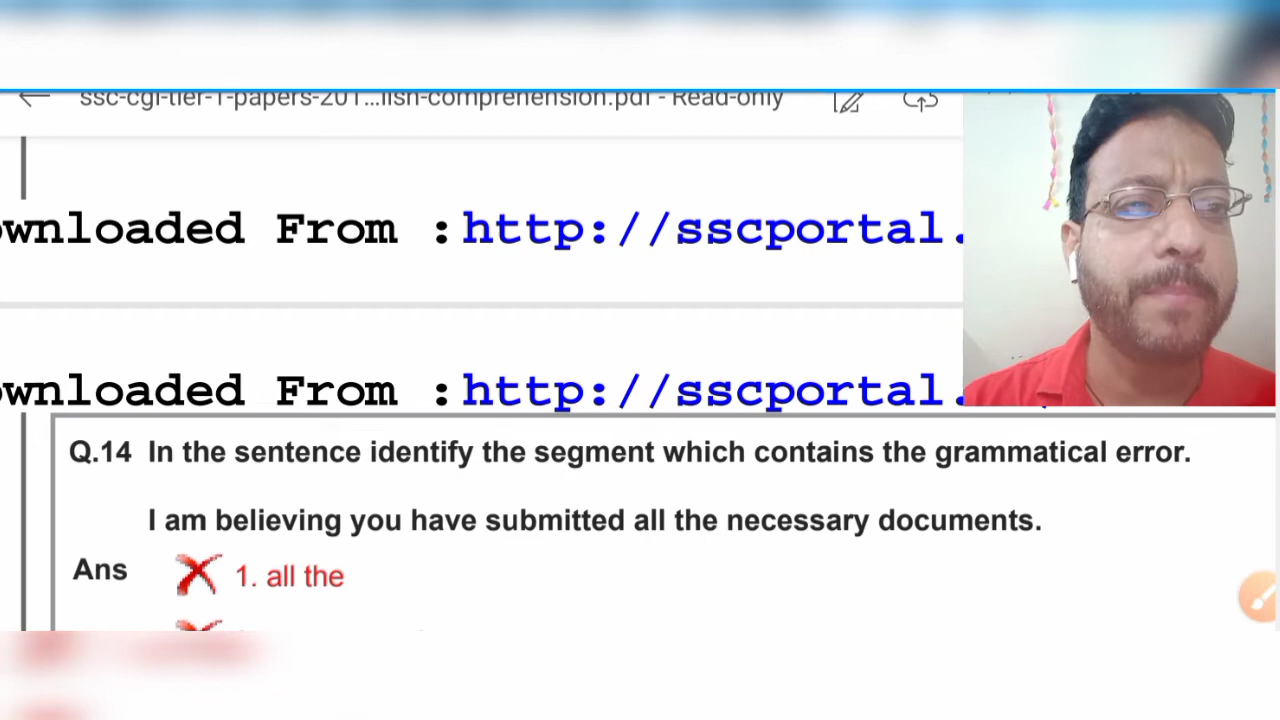 ssc-cgl-tier-1-papers-201...lish-comprehension.pdf - Read-only
ownloaded From :http://sscportal.
ownloaded From :http://sscportal.
Q.14 In the sentence identify the segment which contains the grammatical error.
I am believing you have submitted all the necessary documents.
Ans 1. all the